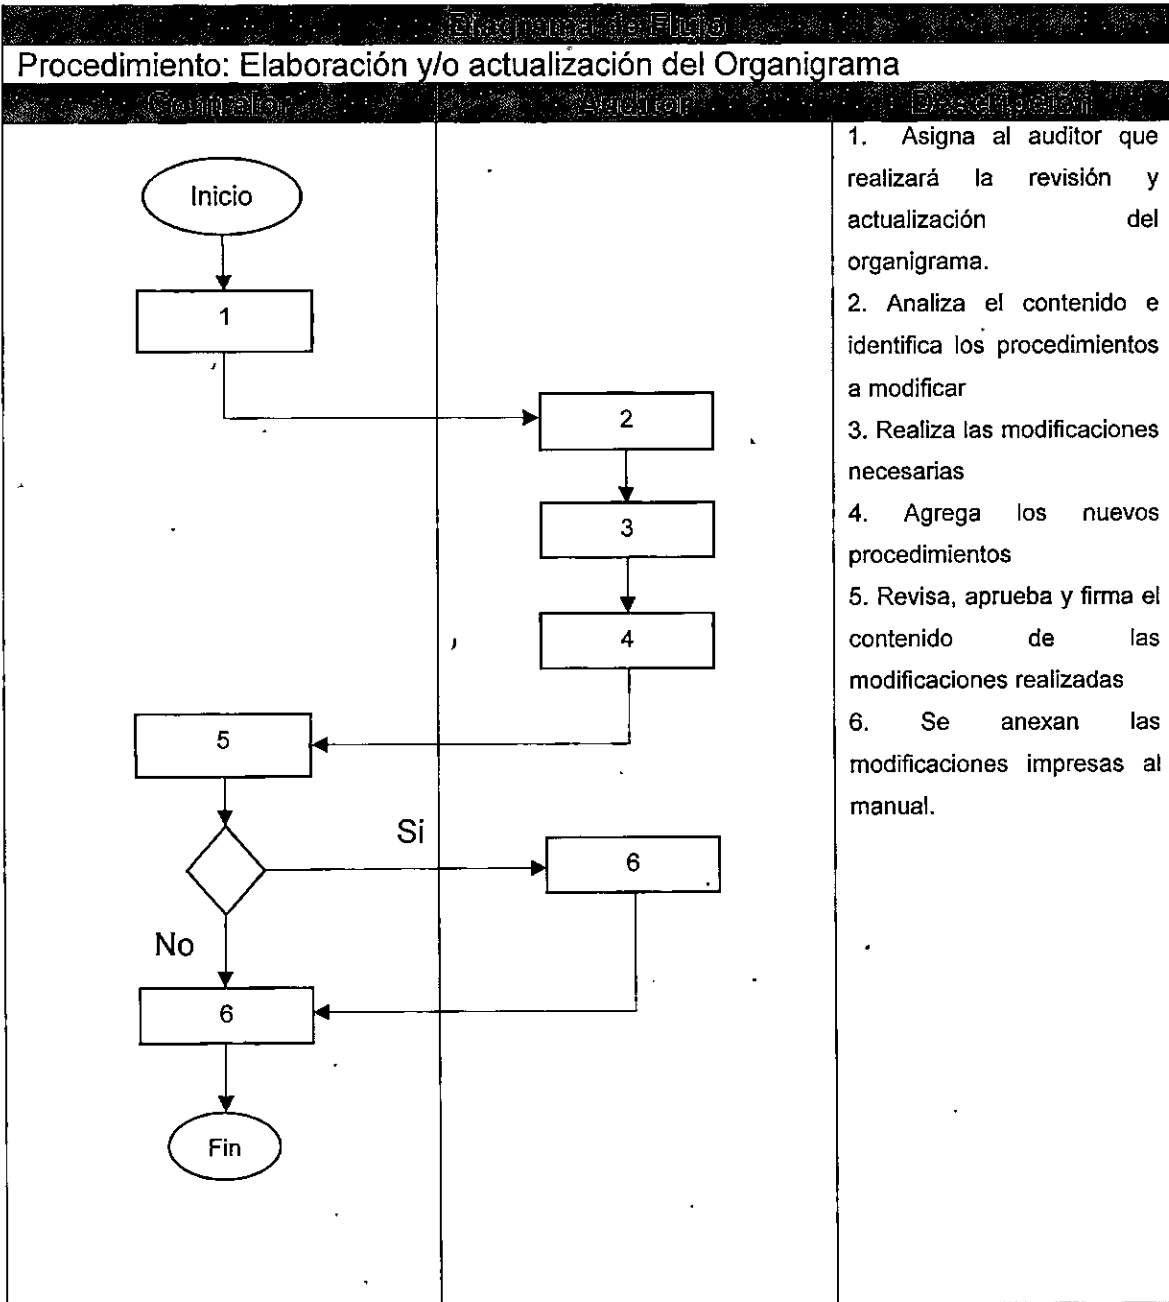 Diagrama de Flujo
Procedimiento: Elaboración y/o actualización del Organigrama
Contralor
Auditor
Descripción
Inicio
1
2
3
4
5
Si
6
No
6
Fin
1. Asigna al auditor que
realizará la revisión y
actualización del
organigrama.
2. Analiza el contenido e
identifica los procedimientos
a modificar
3. Realiza las modificaciones
necesarias
4. Agrega los nuevos
procedimientos
5. Revisa, aprueba y firma el
contenido de las
modificaciones realizadas
6. Se anexan las
modificaciones impresas al
manual.